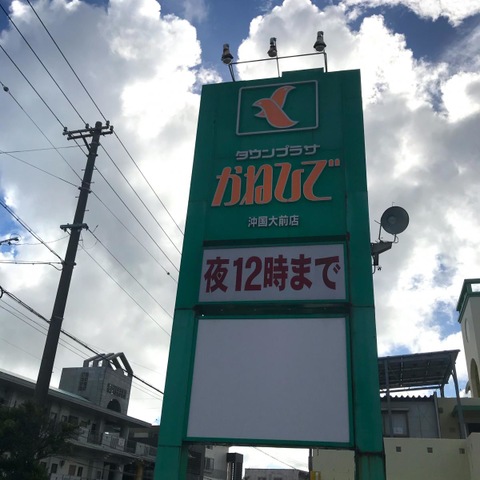 タウンプラザ
かねひで
沖国大前店
夜12時まで